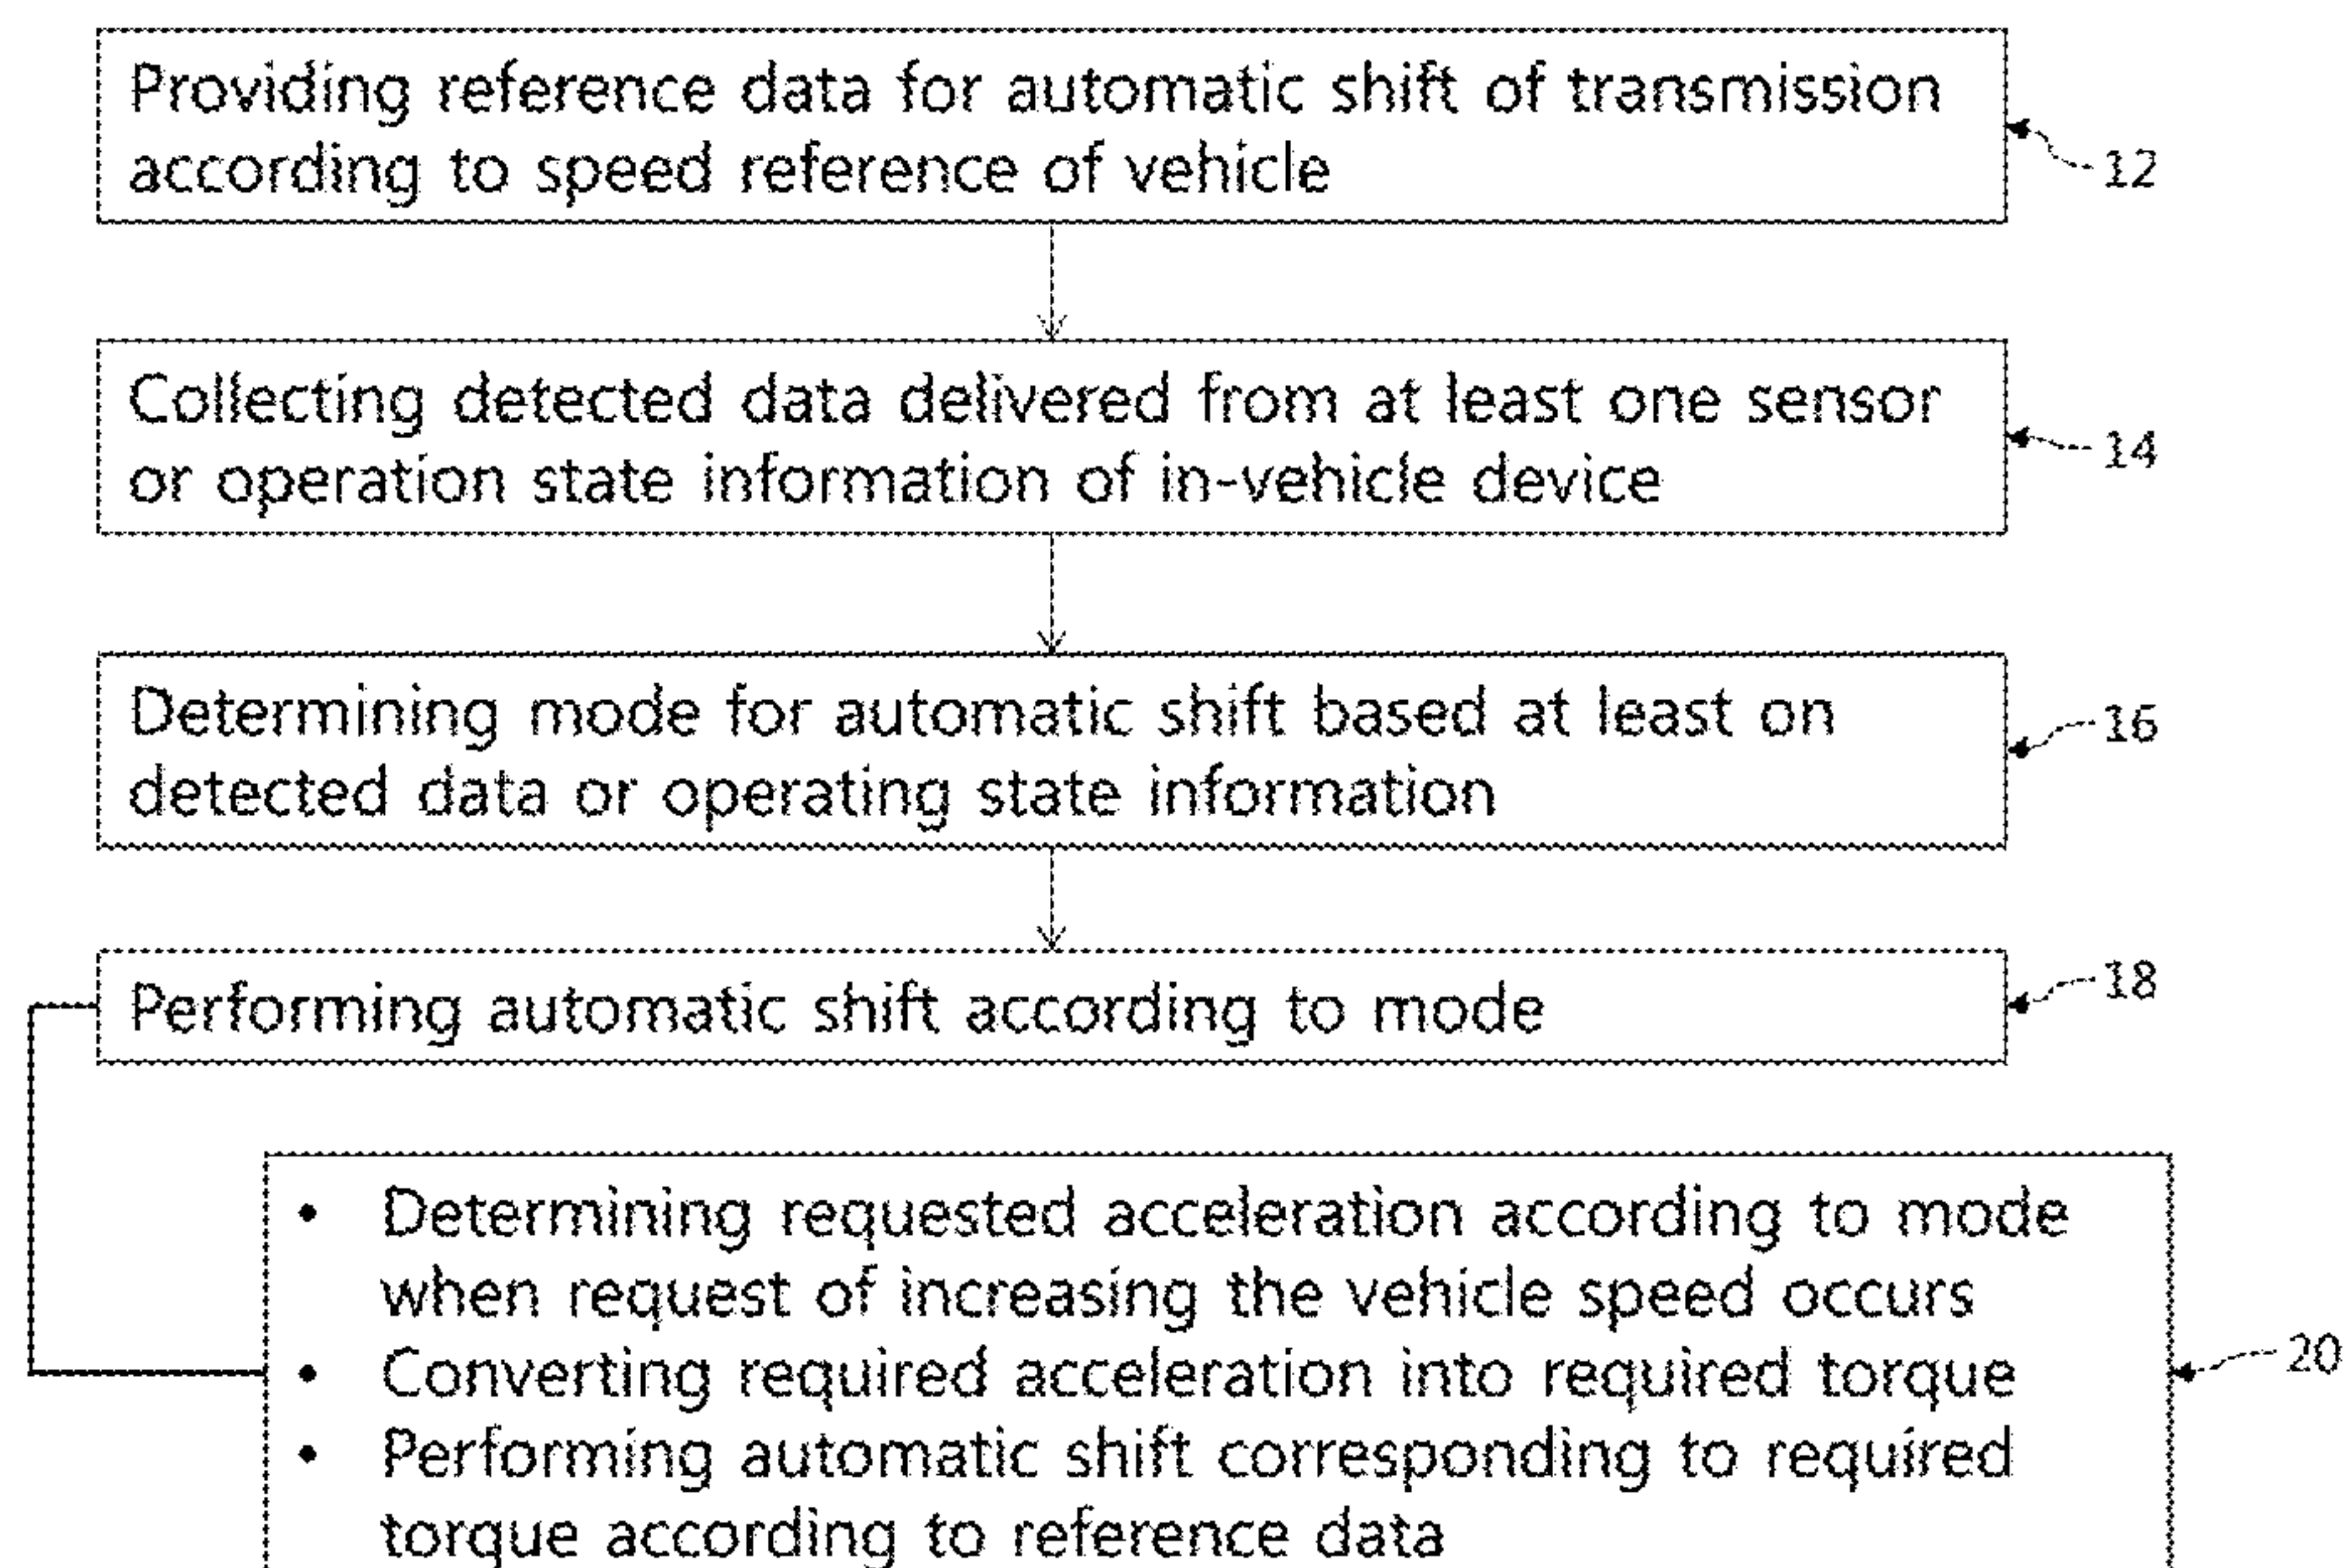 Providing reference data for automatic shift of transmission
according to speed reference of vehicle
12
Collecting detected data delivered from at least one sensor
or operation state information of in-vehicle device
14
Determining mode for automatic shift based at least on
detected data or operating state information
16
Performing automatic shift according to mode
18
• Determining requested acceleration according to mode
when request of increasing the vehicle speed occurs
• Converting required acceleration into required torque
• Performing automatic shift corresponding to required
torque according to reference data
20